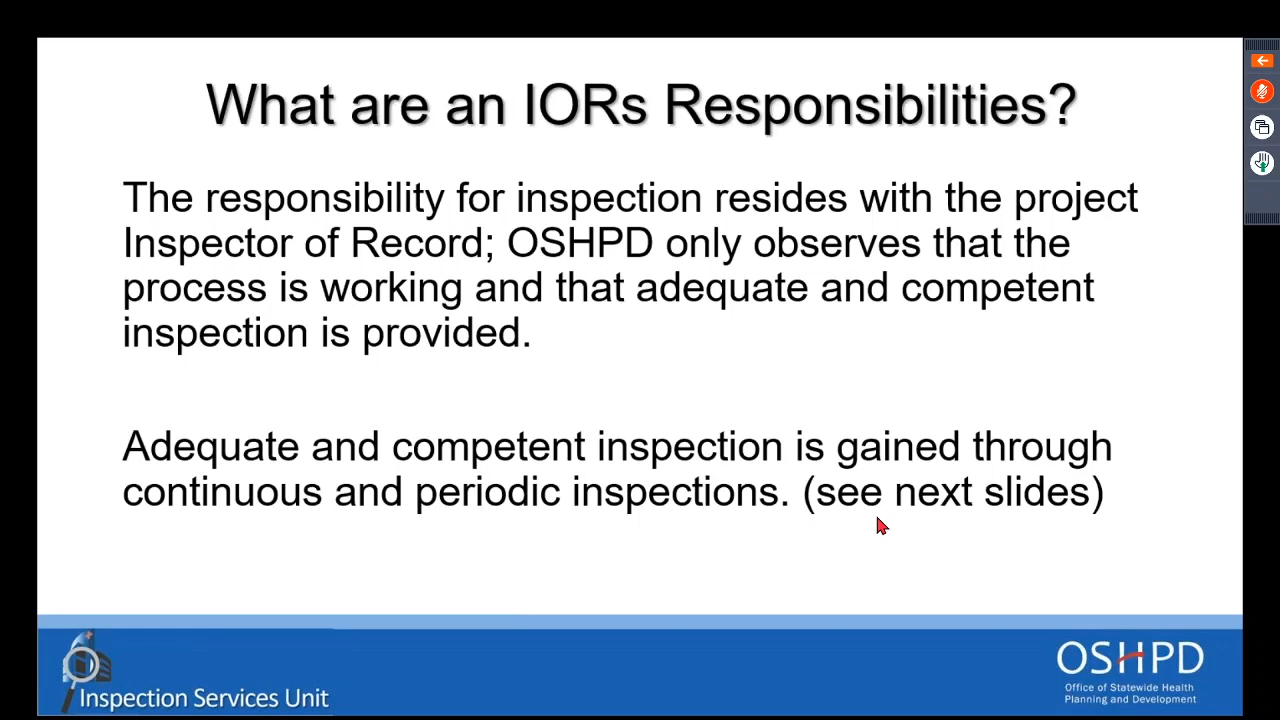 What are an IORs Responsibilities?
The responsibility for inspection resides with the project
Inspector of Record; OSHPD only observes that the
process is working and that adequate and competent
inspection is provided.
Adequate and competent inspection is gained through
continuous and periodic inspections. (see next slides)
Inspection Services Unit
OSHPD
Office of Statewide Health
Planning and Development